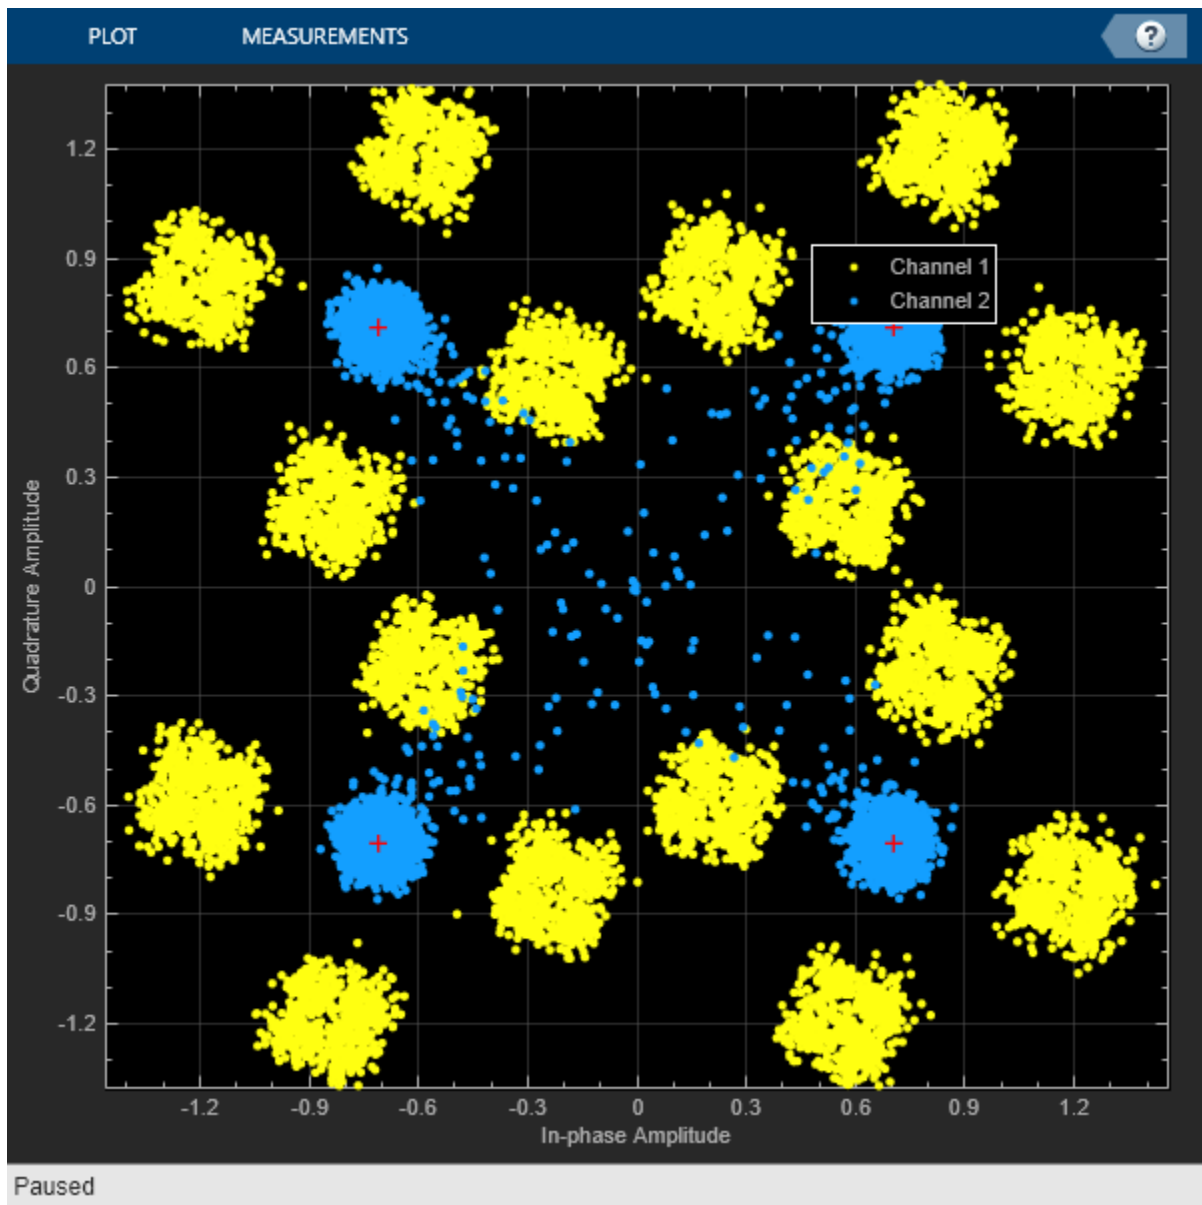 PLOT MEASUREMENTS ?
1.2
0.9
0.6
0.3
0
-0.3
-0.6
-0.9
-1.2
Quadrature Amplitude
Channel 1
Channel 2
-1.2 -0.9 -0.6 -0.3 0 0.3 0.6 0.9 1.2
In-phase Amplitude
Paused